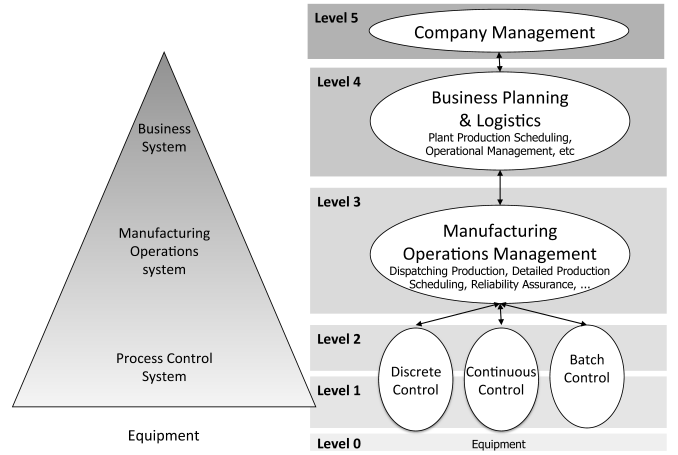 Business
System
Manufacturing
Operations
system
Process Control
System
Equipment
Level 5
Company Management
Level 4
Business Planning
& Logistics
Plant Production Scheduling,
Operational Management, etc
Level 3
Manufacturing
Operations Management
Dispatching Production, Detailed Production
Scheduling, Reliability Assurance, ...
Level 2
Discrete
Control
Continuous
Control
Batch
Control
Level 1
Level 0
Equipment